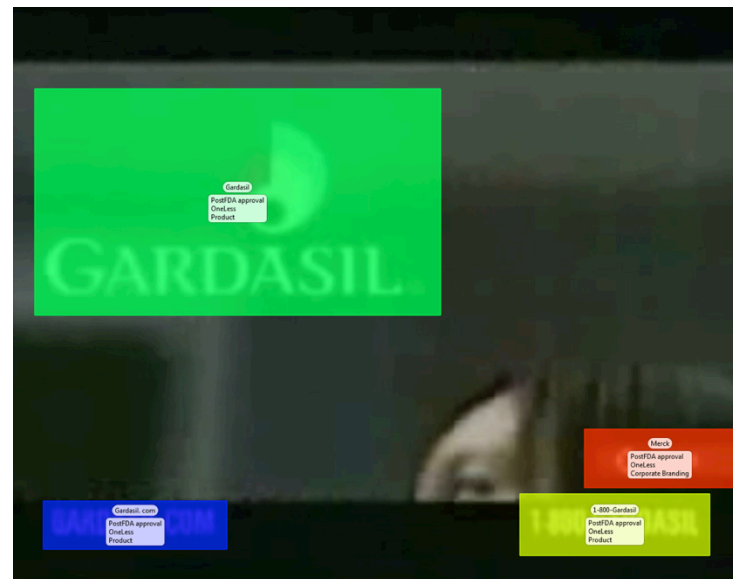 Gardasil
PostFDA approval
OneLess
Product
GARDASIL
Merck
PostFDA approval
OneLess
Corporate Branding
Gardasil. com
PostFDA approval
OneLess
Product
1-800-Gardasil
PostFDA approval
OneLess
Product